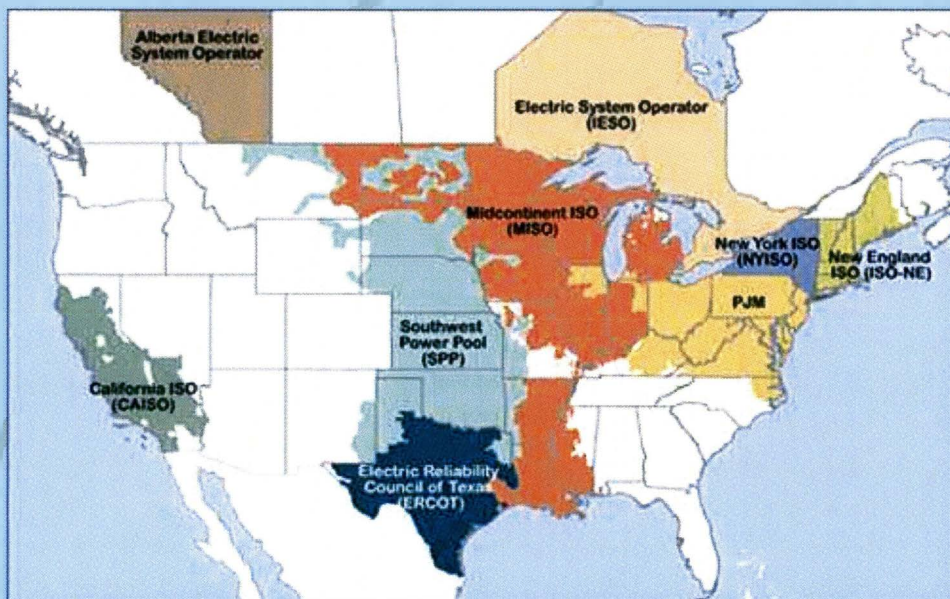 Alberta Electric
System Operator
Electric System Operator
(IESO)
Midcontinent ISO
(MISO)
New York ISO
(NYISO)
New England
ISO (ISO-NE)
PJM
Southwest
Power Pool
(SPP)
California ISO
(CAISO)
Electric Reliability
Council of Texas
(ERCOT)